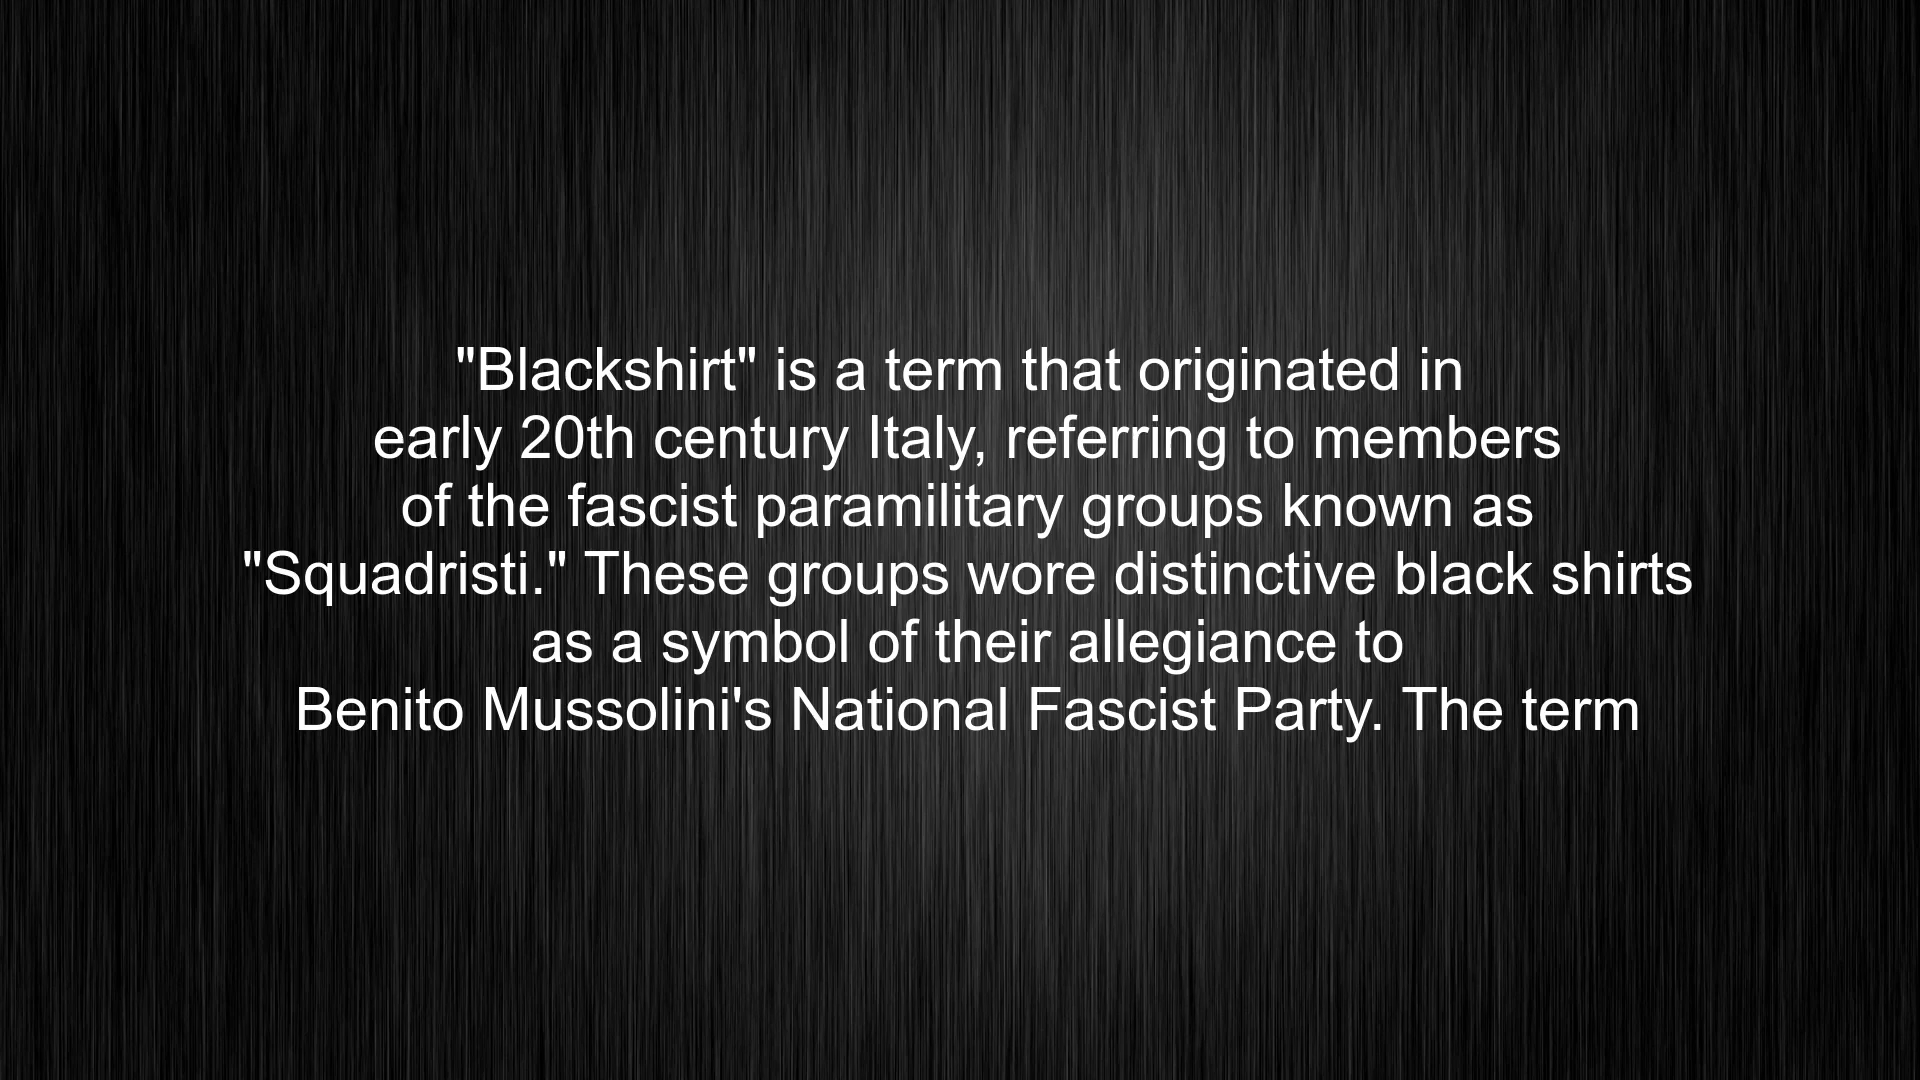 "Blackshirt" is a term that originated in
early 20th century Italy, referring to members
of the fascist paramilitary groups known as
"Squadristi." These groups wore distinctive black shirts
as a symbol of their allegiance to
Benito Mussolini's National Fascist Party. The term